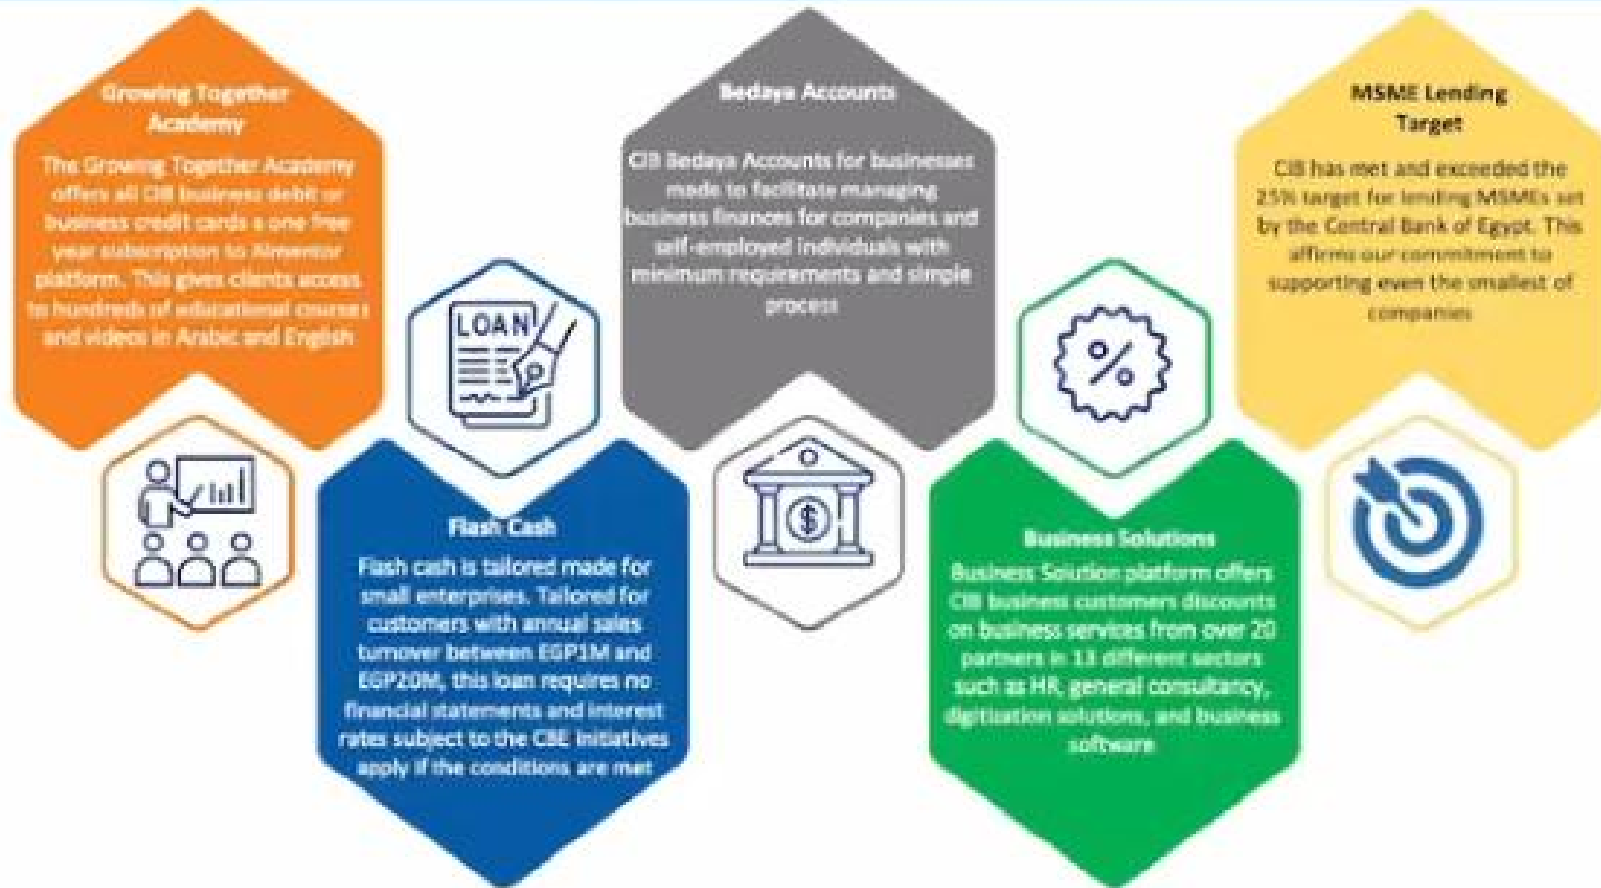 Growing Together
Academy
The Growing Together Academy
offers all CIB business debit or
business credit cards a one free
year subscription to Almentor
platform. This gives clients access
to hundreds of educational courses
and videos in Arabic and English
LOAN
Flash Cash
Flash cash is tailored made for
small enterprises. Tailored for
customers with annual sales
turnover between EGP1M and
EGP20M, this loan requires no
financial statements and interest
rates subject to the CBE Initiatives
apply if the conditions are met
Bedaya Accounts
CIB Bedaya Accounts for businesses
made to facilitate managing
business finances for companies and
self-employed individuals with
minimum requirements and simple
process
$
%
Business Solutions
Business Solution platform offers
CIB business customers discounts
on business services from over 20
partners in 13 different sectors
such as HR, general consultancy,
digitisation solutions, and business
software
MSME Lending
Target
CIB has met and exceeded the
25% target for lending MSMEs set
by the Central Bank of Egypt. This
affirms our commitment to
supporting even the smallest of
companies